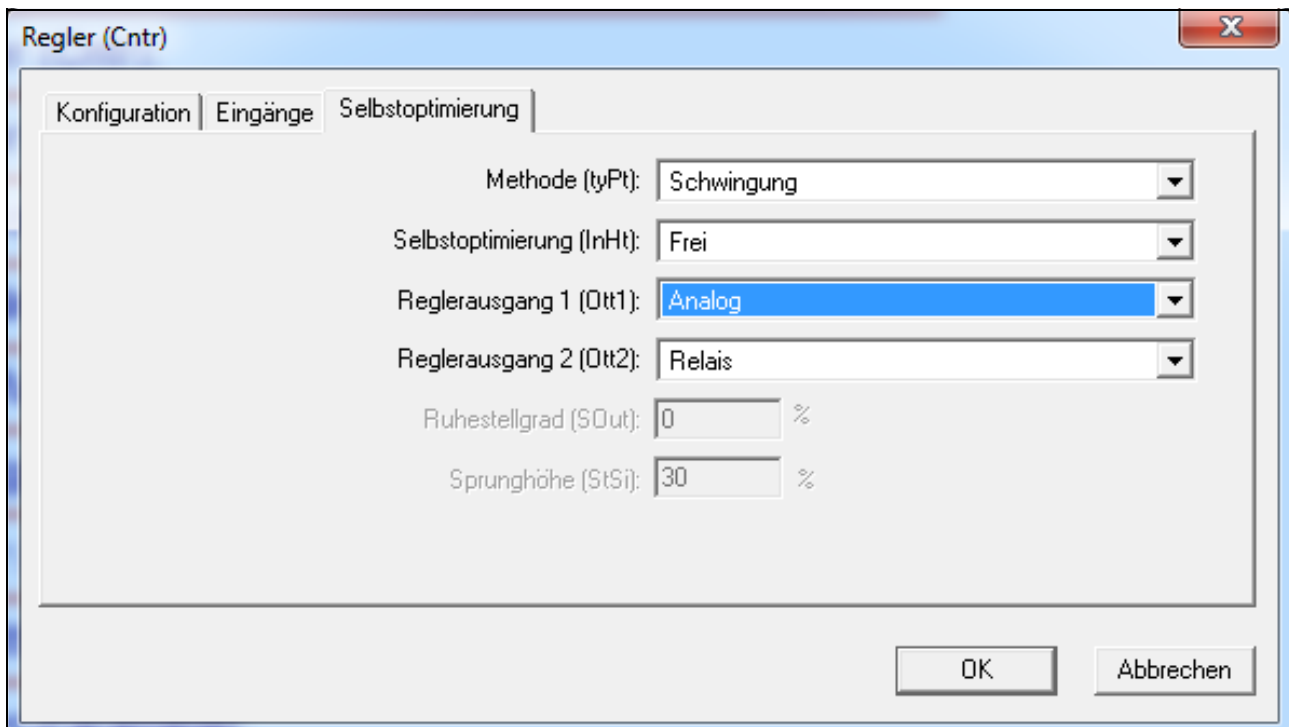 Regler (Cntr)
Konfiguration Eingänge Selbstoptimierung
Methode (tyPt): Schwingung
Selbstoptimierung (InHt): Frei
Reglerausgang 1 (Ott1): Analog
Reglerausgang 2 (Ott2): Relais
Ruhestellgrad (SOut): 0 %
Sprunghöhe (StSi): 30 %
OK Abbrechen